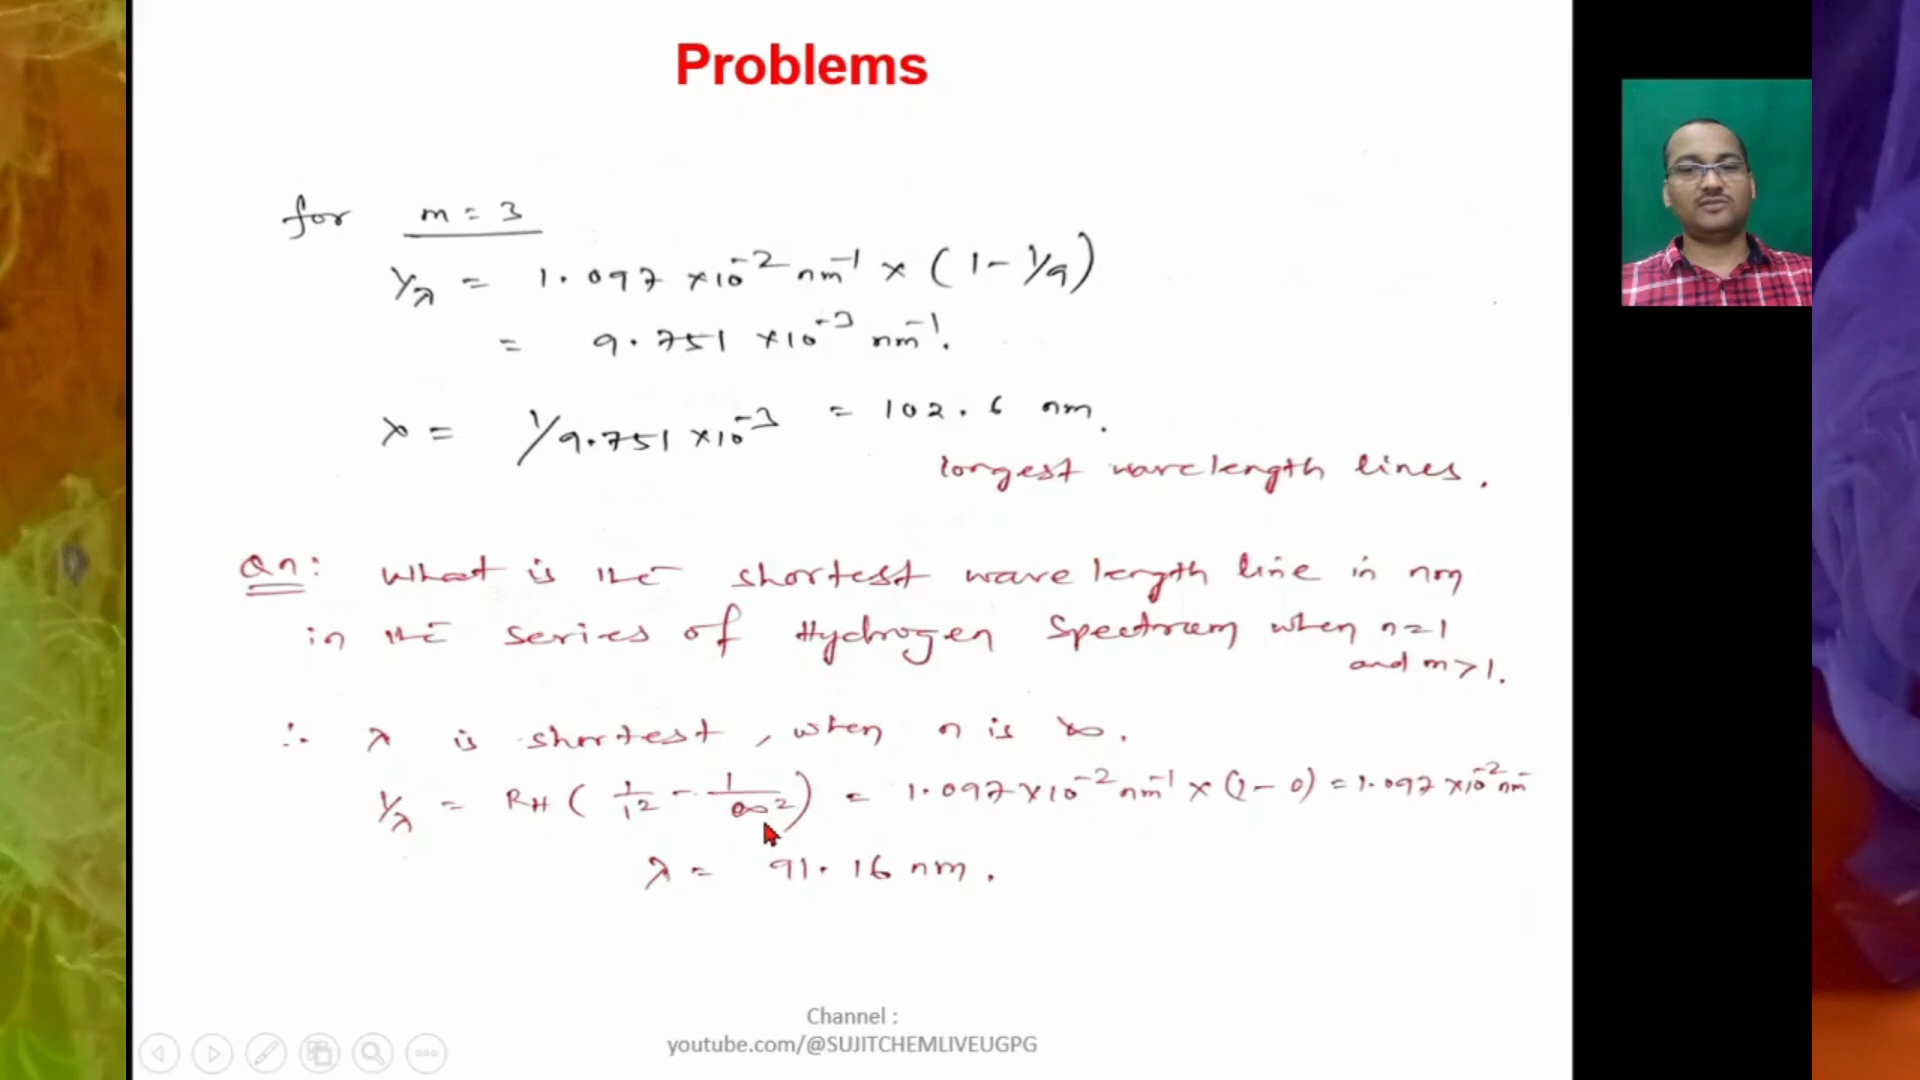 Problems
for m = 3
1/λ = 1.097 × 10⁻² nm⁻¹ × (1 - 1/9)
= 9.751 × 10⁻³ nm⁻¹.
λ = 1/9.751 × 10⁻³ = 102.6 nm.
longest wavelength lines.
Qn: What is the shortest wave length line in nm
in the series of Hydrogen Spectrum when n=1
and m>1.
∴ λ is shortest, when n is ∞.
1/λ = RH ( 1/1² - 1/∞² ) = 1.097 × 10⁻² nm⁻¹ × (1 - 0) = 1.097 × 10⁻² nm⁻
λ = 91.16 nm.
Channel :
youtube.com/@SUJITCHEMLIVEUGPG